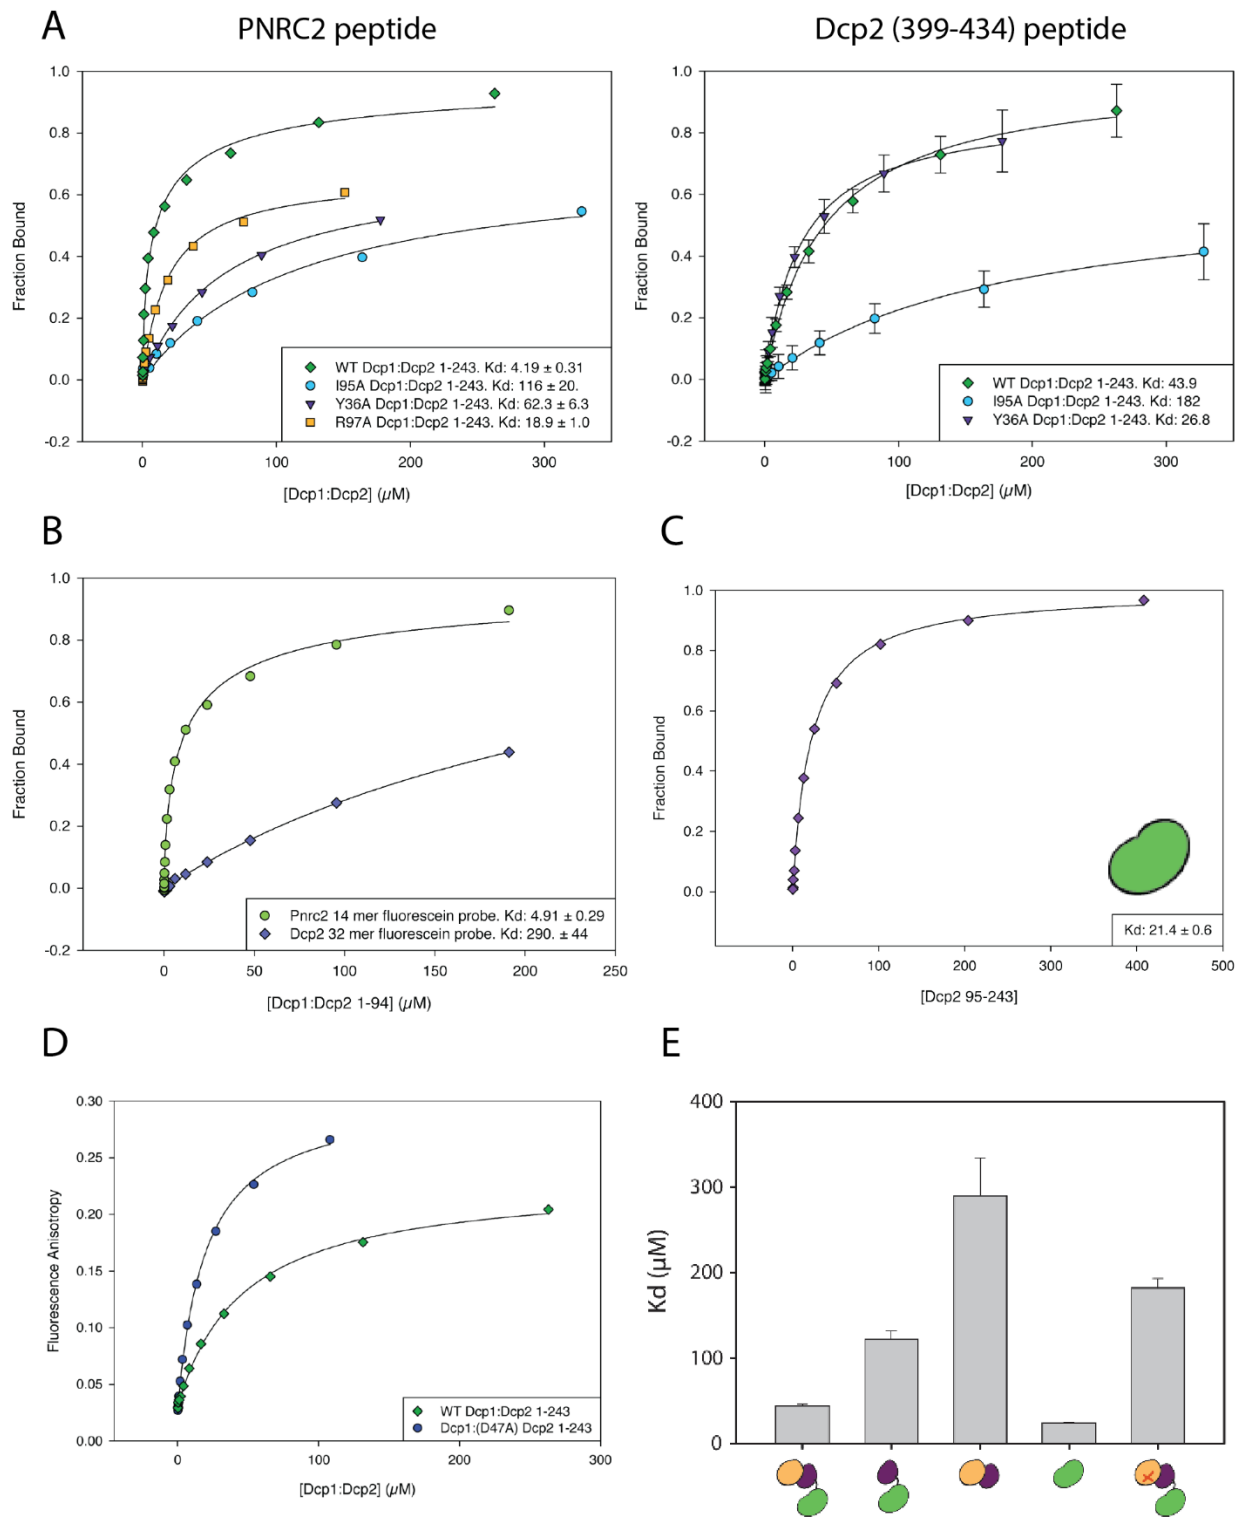 A
PNRC2 peptide
Dcp2 (399-434) peptide
1.0
0.8
0.6
0.4
0.2
0.0
-0.2
Fraction Bound
WT Dcp1:Dcp2 1-243. Kd: 4.19 ± 0.31
I95A Dcp1:Dcp2 1-243. Kd: 116 ± 20.
Y36A Dcp1:Dcp2 1-243. Kd: 62.3 ± 6.3
R97A Dcp1:Dcp2 1-243. Kd: 18.9 ± 1.0
0 100 200 300
[Dcp1:Dcp2] (µM)
1.0
0.8
0.6
0.4
0.2
0.0
-0.2
Fraction Bound
WT Dcp1:Dcp2 1-243. Kd: 43.9
I95A Dcp1:Dcp2 1-243. Kd: 182
Y36A Dcp1:Dcp2 1-243. Kd: 26.8
0 100 200 300
[Dcp1:Dcp2] (µM)
B
1.0
0.8
0.6
0.4
0.2
0.0
-0.2
Fraction Bound
Pnrc2 14 mer fluorescein probe. Kd: 4.91 ± 0.29
Dcp2 32 mer fluorescein probe. Kd: 290. ± 44
0 50 100 150 200 250
[Dcp1:Dcp2 1-94] (µM)
C
1.0
0.8
0.6
0.4
0.2
0.0
Fraction Bound
Kd: 21.4 ± 0.6
0 100 200 300 400 500
[Dcp2 95-243]
D
0.30
0.25
0.20
0.15
0.10
0.05
0.00
Fluorescence Anisotropy
WT Dcp1:Dcp2 1-243
Dcp1:(D47A) Dcp2 1-243
0 100 200 300
[Dcp1:Dcp2] (µM)
E
400
300
200
100
0
Kd (µM)